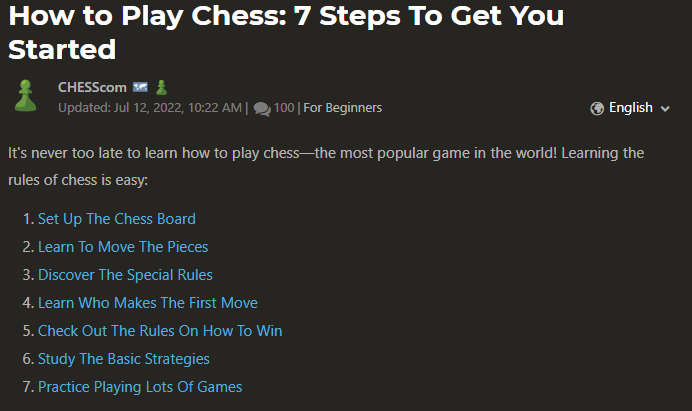 How to Play Chess: 7 Steps To Get You
Started
CHESScom
Updated: Jul 12, 2022, 10:22 AM | 100 | For Beginners
English
It's never too late to learn how to play chess—the most popular game in the world! Learning the
rules of chess is easy:
1. Set Up The Chess Board
2. Learn To Move The Pieces
3. Discover The Special Rules
4. Learn Who Makes The First Move
5. Check Out The Rules On How To Win
6. Study The Basic Strategies
7. Practice Playing Lots Of Games